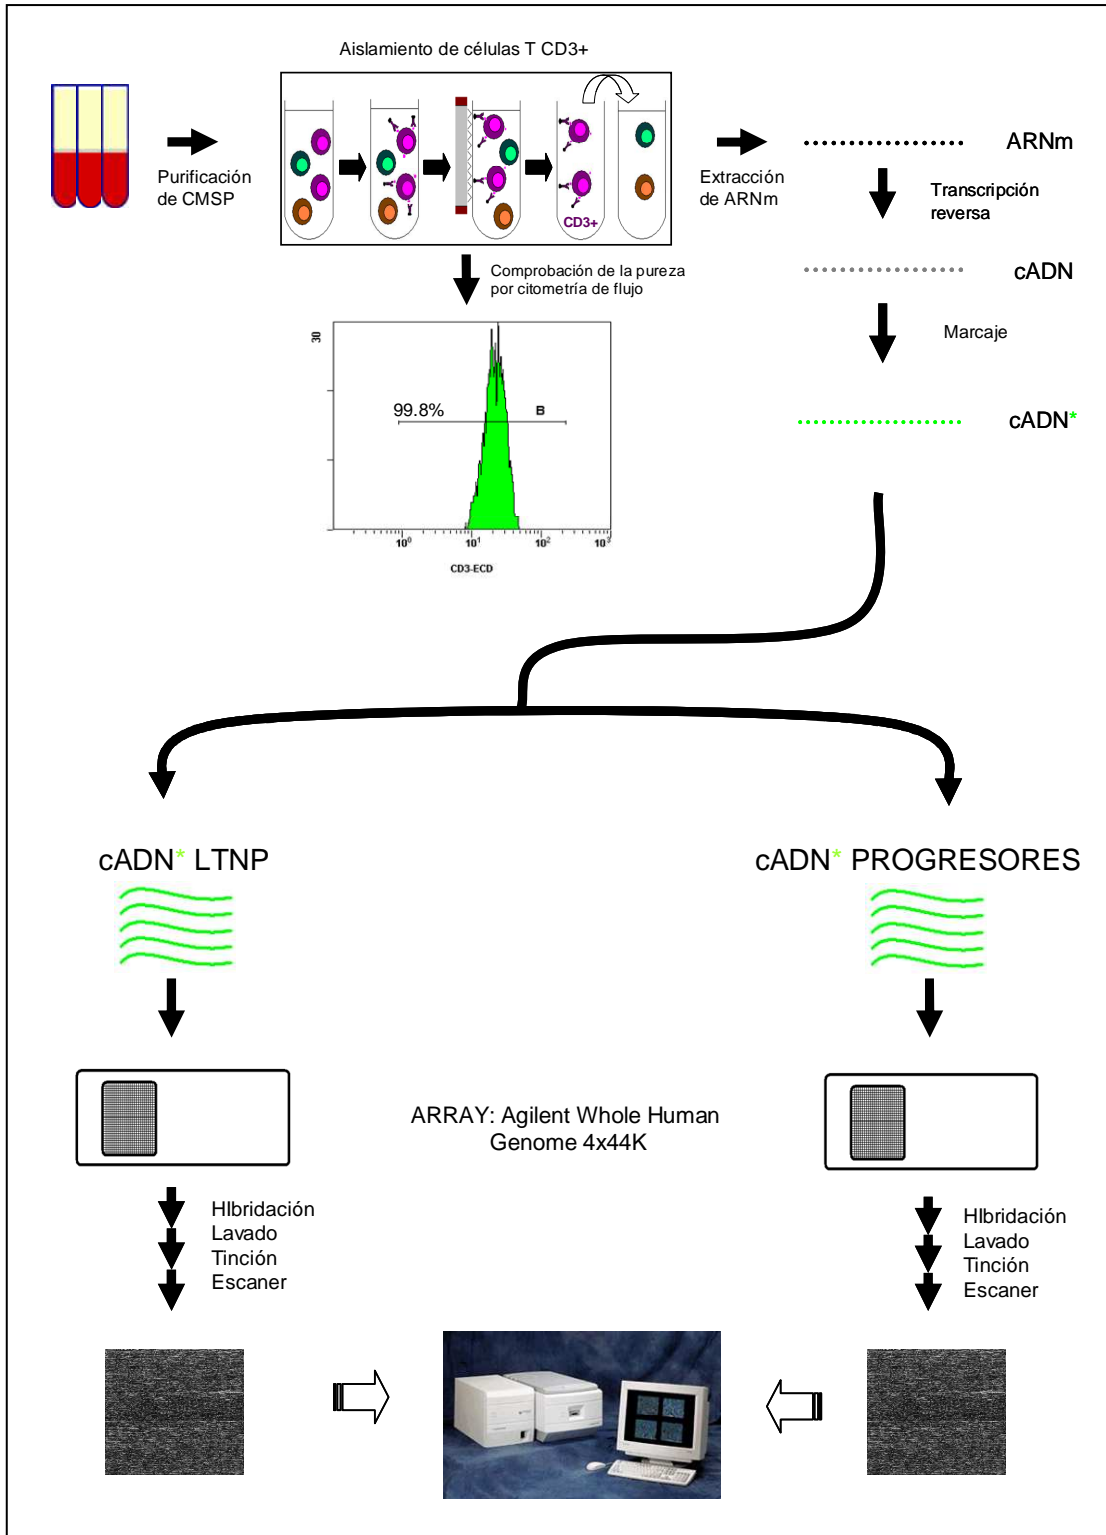 Aislamiento de células T CD3+
Purificación
de CMSP
CD3+
Extracción
de ARNm
ARNm
Transcripción
reversa
cADN
Marcaje
cADN*
Comprobación de la pureza
por citometría de flujo
30
99.8%
B
10⁰ 10¹ 10² 10³
CD3-ECD
cADN* LTNP
cADN* PROGRESORES
ARRAY: Agilent Whole Human
Genome 4x44K
HIbridación
Lavado
Tinción
Escaner
HIbridación
Lavado
Tinción
Escaner